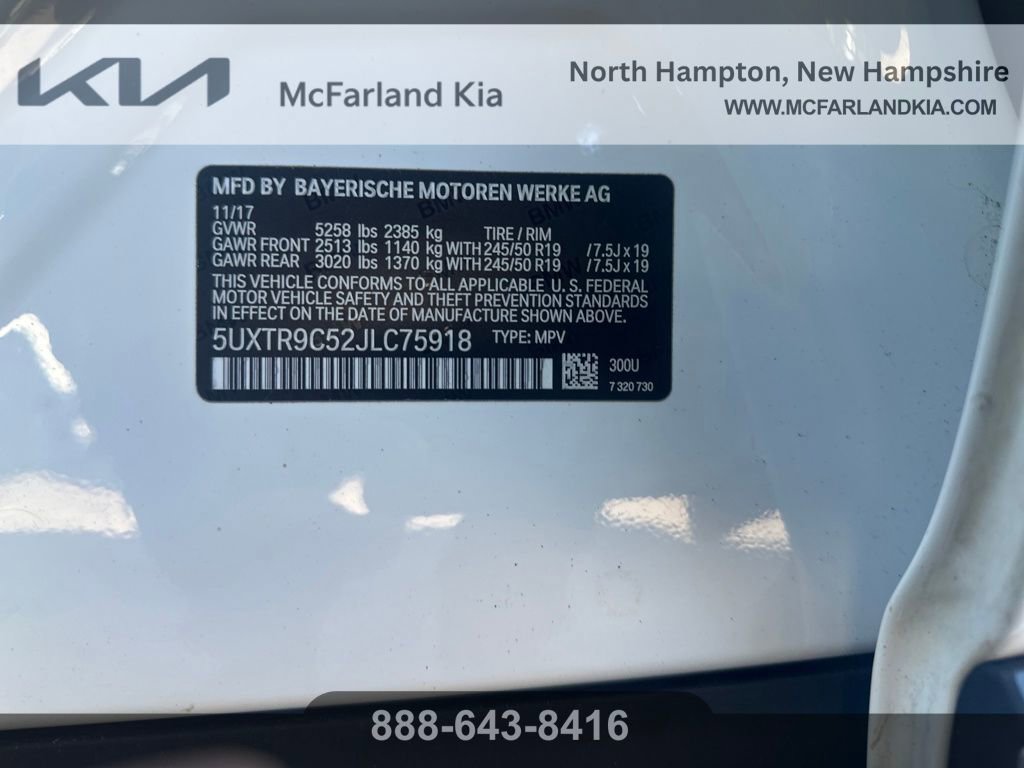 KIA
McFarland Kia
North Hampton, New Hampshire
WWW.MCFARLANDKIA.COM
MFD BY BAYERISCHE MOTOREN WERKE AG
11/17
GVWR 5258 lbs 2385 kg TIRE / RIM
GAWR FRONT 2513 lbs 1140 kg WITH 245/50 R19 /7.5J x 19
GAWR REAR 3020 lbs 1370 kg WITH 245/50 R19 /7.5J x 19
THIS VEHICLE CONFORMS TO ALL APPLICABLE U.S. FEDERAL
MOTOR VEHICLE SAFETY AND THEFT PREVENTION STANDARDS
IN EFFECT ON THE DATE OF MANUFACTURE SHOWN ABOVE.
5UXTR9C52JLC75918 TYPE: MPV
300U
7 320 730
888-643-8416